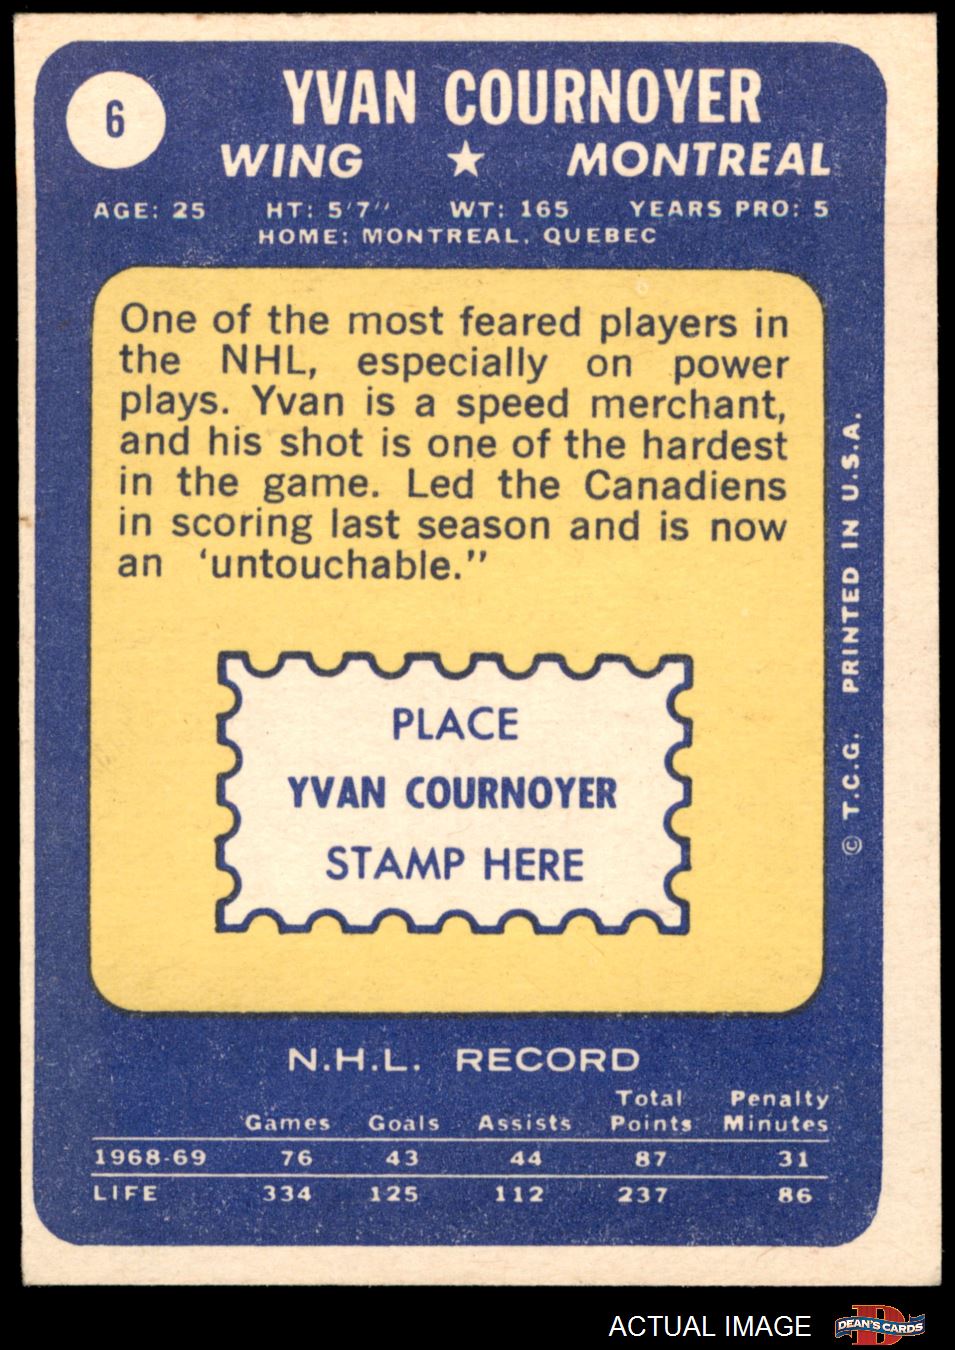 6
YVAN COURNOYER
WING ★ MONTREAL
AGE: 25 HT: 5'7'' WT: 165 YEARS PRO: 5
HOME: MONTREAL, QUEBEC
One of the most feared players in
the NHL, especially on power
plays. Yvan is a speed merchant,
and his shot is one of the hardest
in the game. Led the Canadiens
in scoring last season and is now
an ‘untouchable.”
PLACE
YVAN COURNOYER
STAMP HERE
© T.C.G. PRINTED IN U.S.A.
N.H.L. RECORD
Games Goals Assists Total Points Penalty Minutes
1968-69 76 43 44 87 31
LIFE 334 125 112 237 86
ACTUAL IMAGE
DEAN'S CARDS